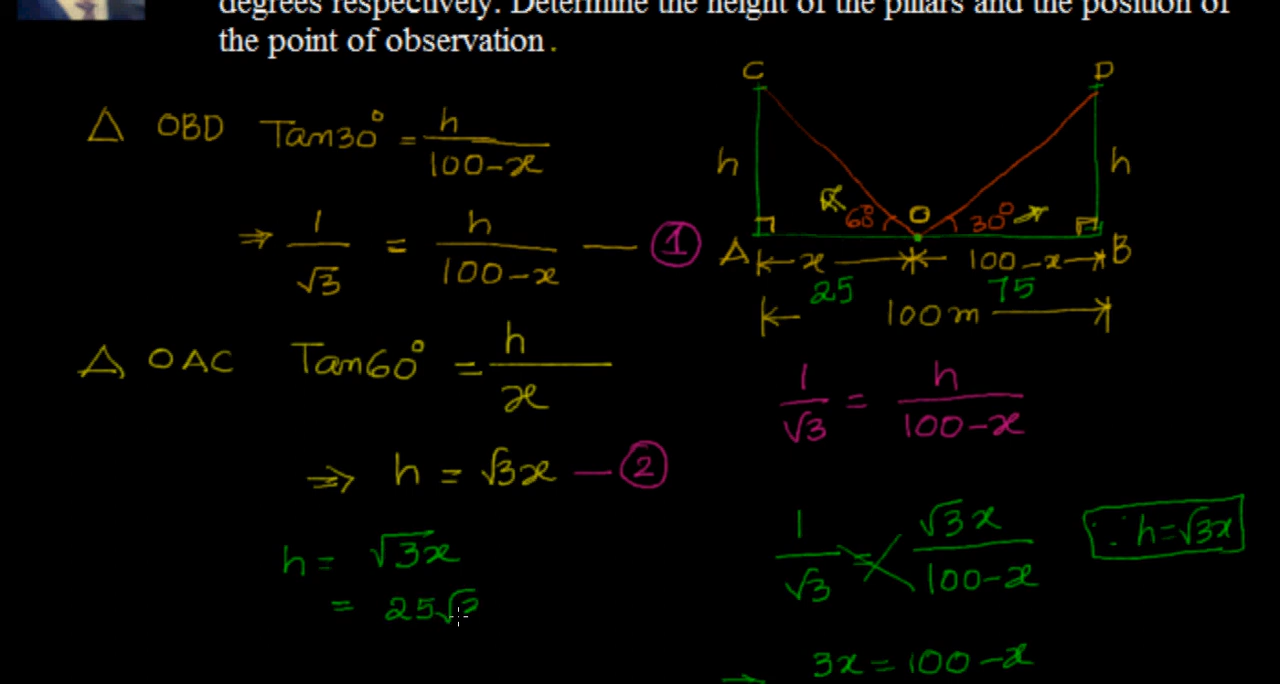 degrees respectively. Determine the height of the pillars and the position of
the point of observation .
△ OBD Tan30° = h / 100-x
⇒ 1/√3 = h / 100-x — ①
△ OAC Tan60° = h / x
⇒ h = √3x — ②
h = √3x
= 25√3
C D
h h
60° O 30°
A x 100-x B
25 75
100m
1/√3 = h / 100-x
1/√3 = √3x / 100-x ∵ h=√3x
⇒ 3x = 100-x